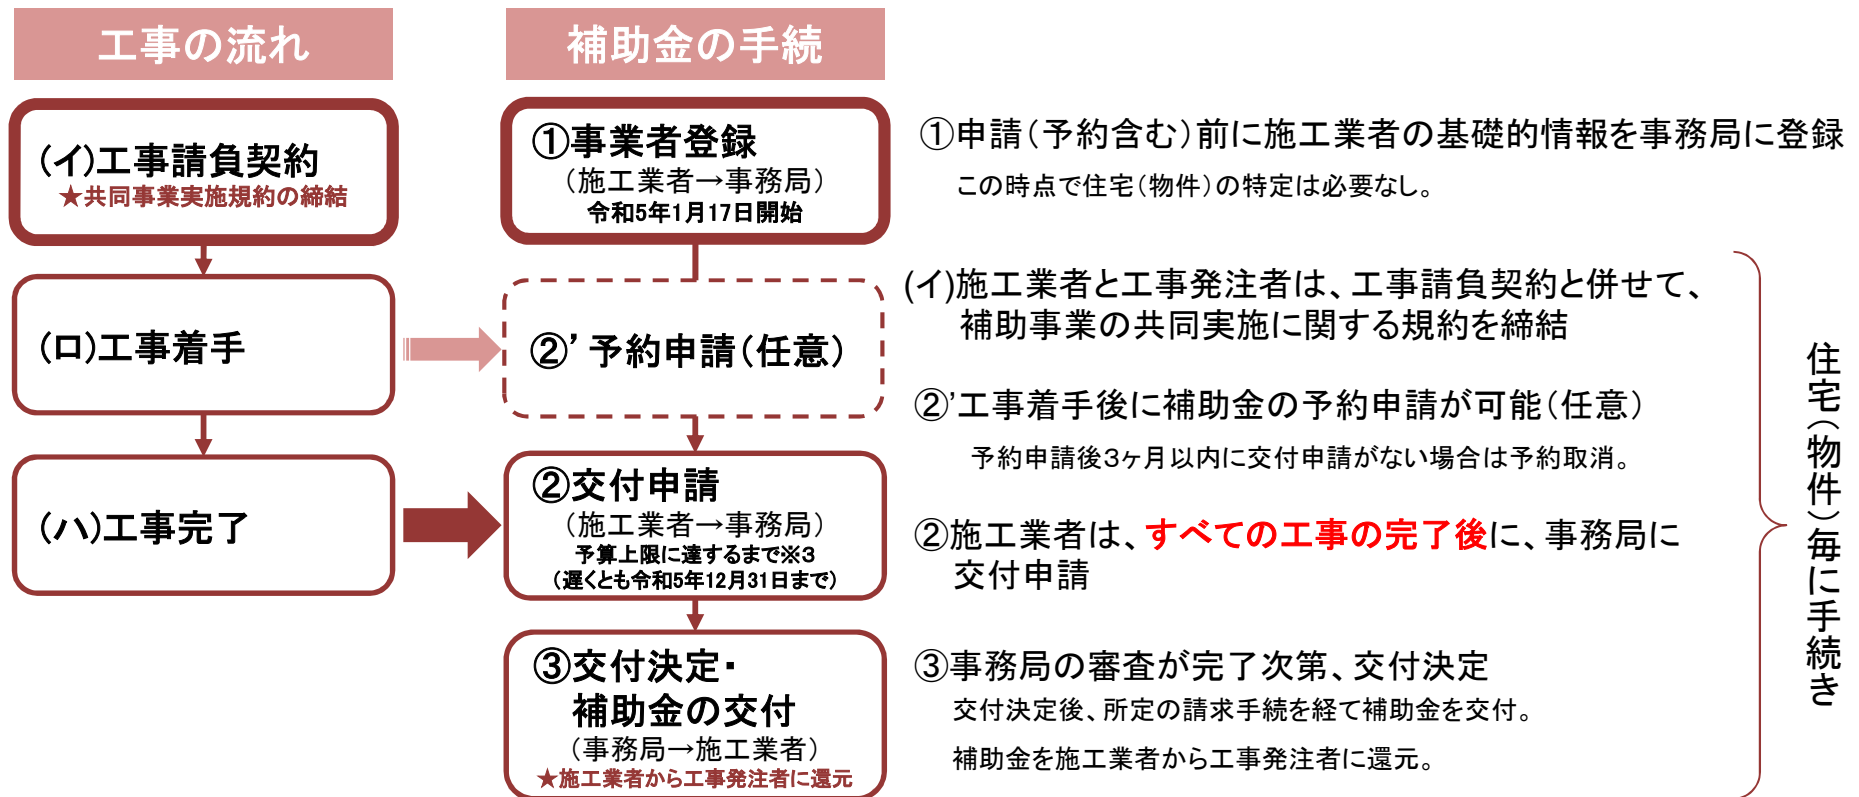 工事の流れ
(イ)工事請負契約
★共同事業実施規約の締結
(ロ)工事着手
(ハ)工事完了
補助金の手続
①事業者登録
(施工業者→事務局)
令和5年1月17日開始
②’予約申請(任意)
②交付申請
(施工業者→事務局)
予算上限に達するまで※3
(遅くとも令和5年12月31日まで)
③交付決定・
補助金の交付
(事務局→施工業者)
★施工業者から工事発注者に還元
①申請(予約含む)前に施工業者の基礎的情報を事務局に登録
この時点で住宅(物件)の特定は必要なし。
(イ)施工業者と工事発注者は、工事請負契約と併せて、
補助事業の共同実施に関する規約を締結
②’工事着手後に補助金の予約申請が可能(任意)
予約申請後3ヶ月以内に交付申請がない場合は予約取消。
②施工業者は、すべての工事の完了後に、事務局に
交付申請
③事務局の審査が完了次第、交付決定
交付決定後、所定の請求手続を経て補助金を交付。
補助金を施工業者から工事発注者に還元。
住宅(物件)毎に手続き